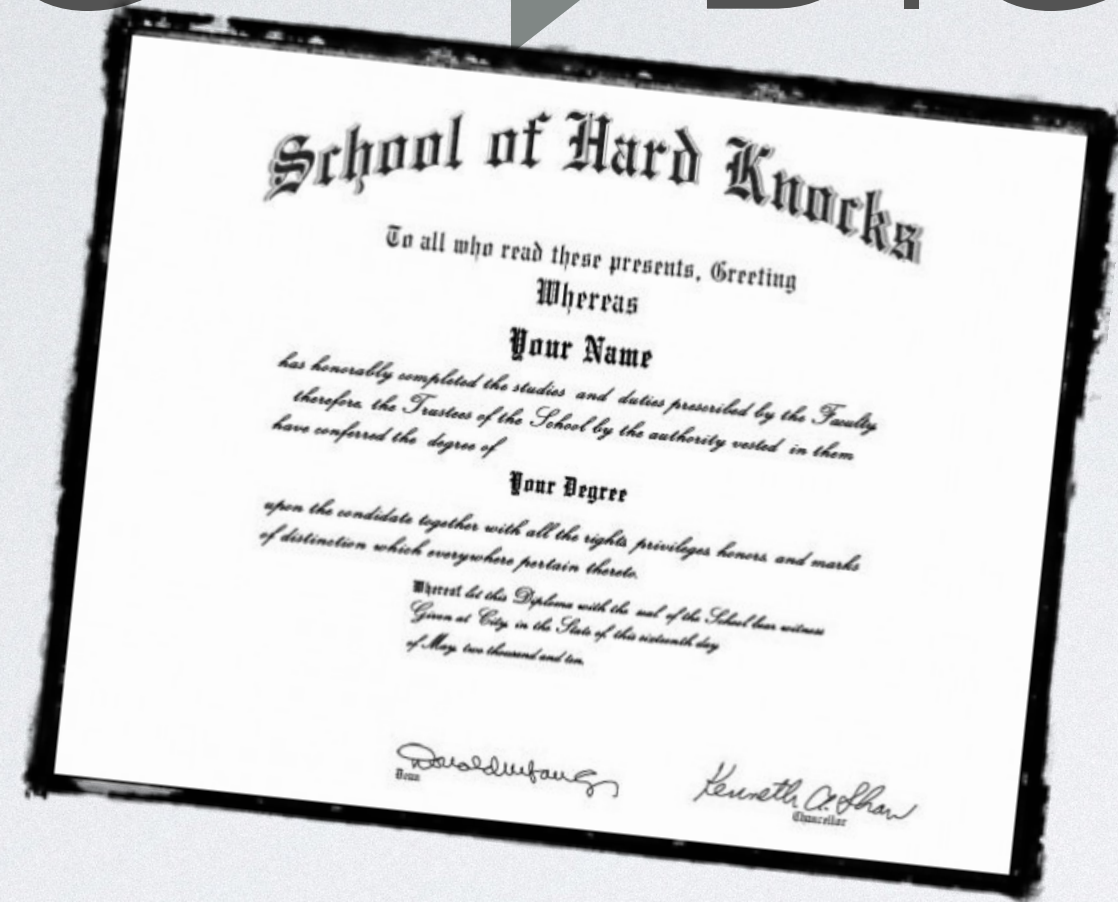 School of Hard Knocks
To all who read these presents, Greeting
Whereas
Your Name
has honorably completed the studies and duties prescribed by the Faculty
therefore, the Trustees of the School by the authority vested in them
have conferred the degree of
Your Degree
upon the candidate together with all the rights, privileges, honors, and marks
of distinction which everywhere pertain thereto.
Whereof let this Diploma with the seal of the School bear witness
Given at City, in the State of this sixteenth day
of May, two thousand and ten.
Kenneth A. Shaw
Dean
Chancellor